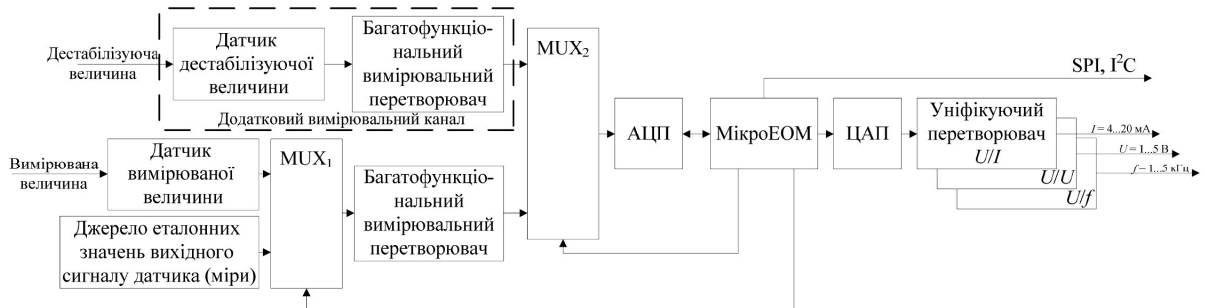 Дестабілізуюча
величина
Датчик
дестабілізуючої
величини
Багатофункціо-
нальний
вимірювальний
перетворювач
Додатковий вимірювальний канал
Вимірювана
величина
Датчик
вимірюваної
величини
Джерело еталонних
значень вихідного
сигналу датчика (міри)
MUX₁
Багатофункціо-
нальний
вимірювальний
перетворювач
MUX₂
АЦП
МікроЕОМ
ЦАП
SPI, I²C
Уніфікуючий
перетворювач
U/I
U/U
U/f
I = 4...20 мА
U = 1...5 В
f = 1...5 кГц